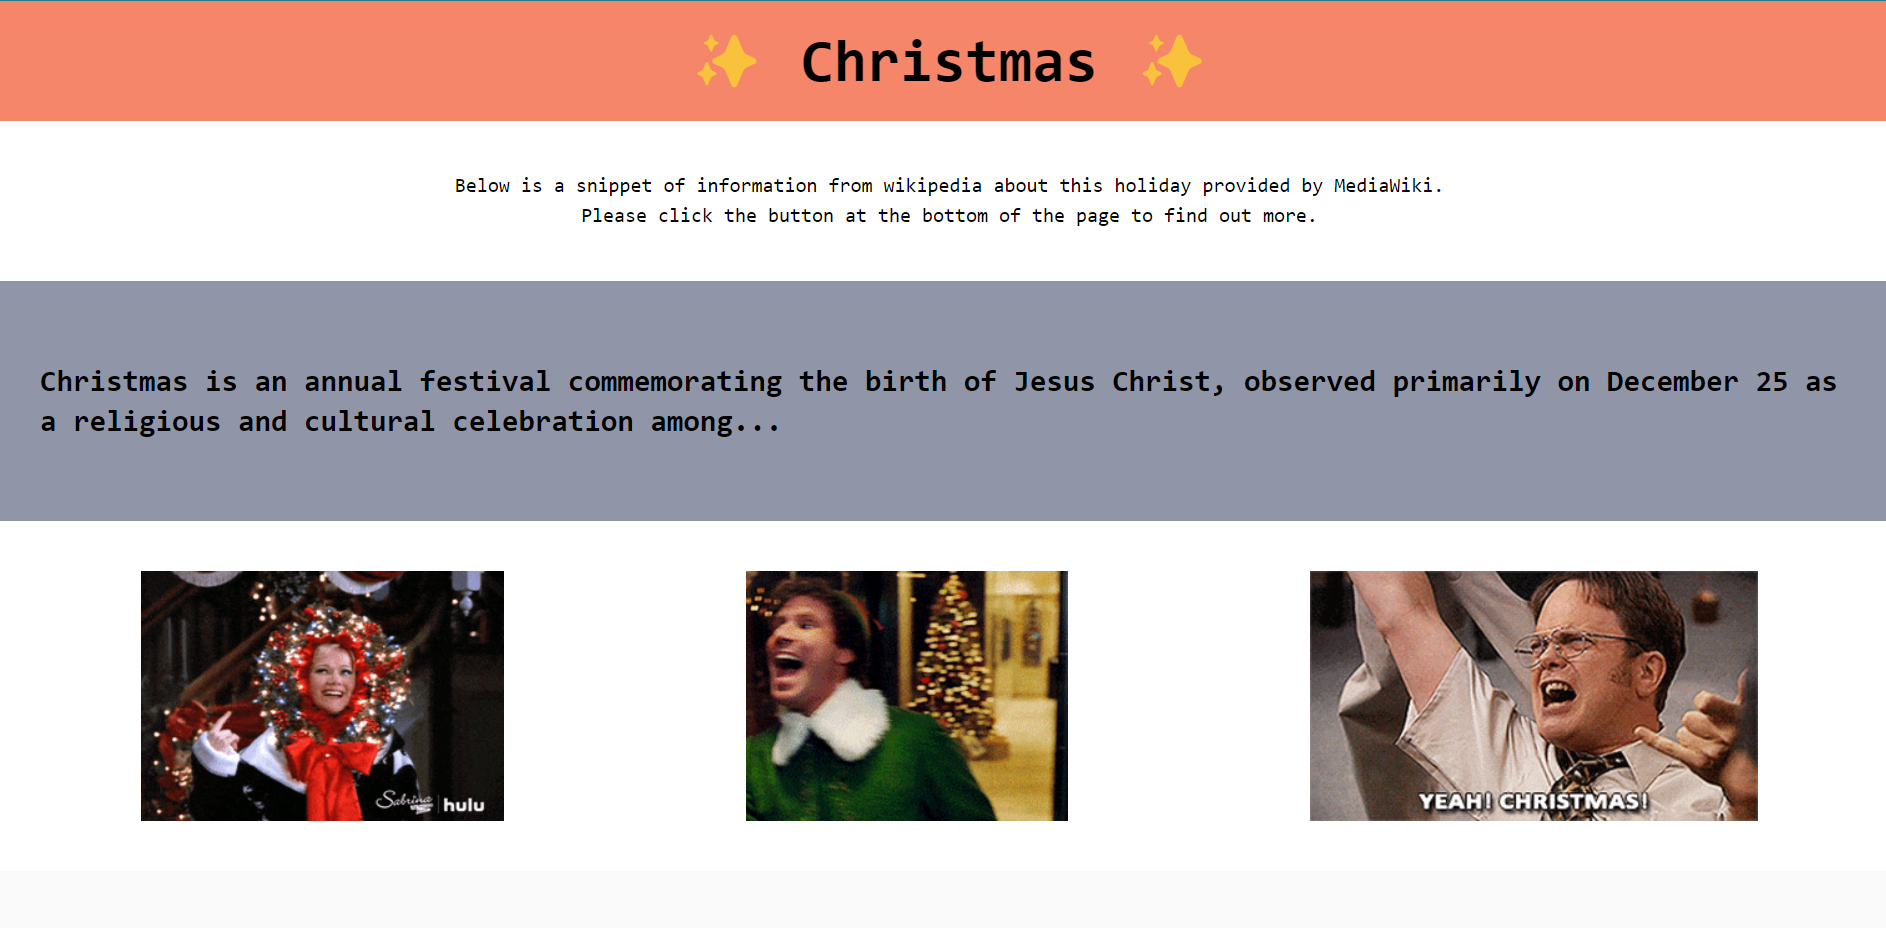 ✨ Christmas ✨
Below is a snippet of information from wikipedia about this holiday provided by MediaWiki.
Please click the button at the bottom of the page to find out more.
Christmas is an annual festival commemorating the birth of Jesus Christ, observed primarily on December 25 as
a religious and cultural celebration among...
Sabrina hulu
YEAH! CHRISTMAS!